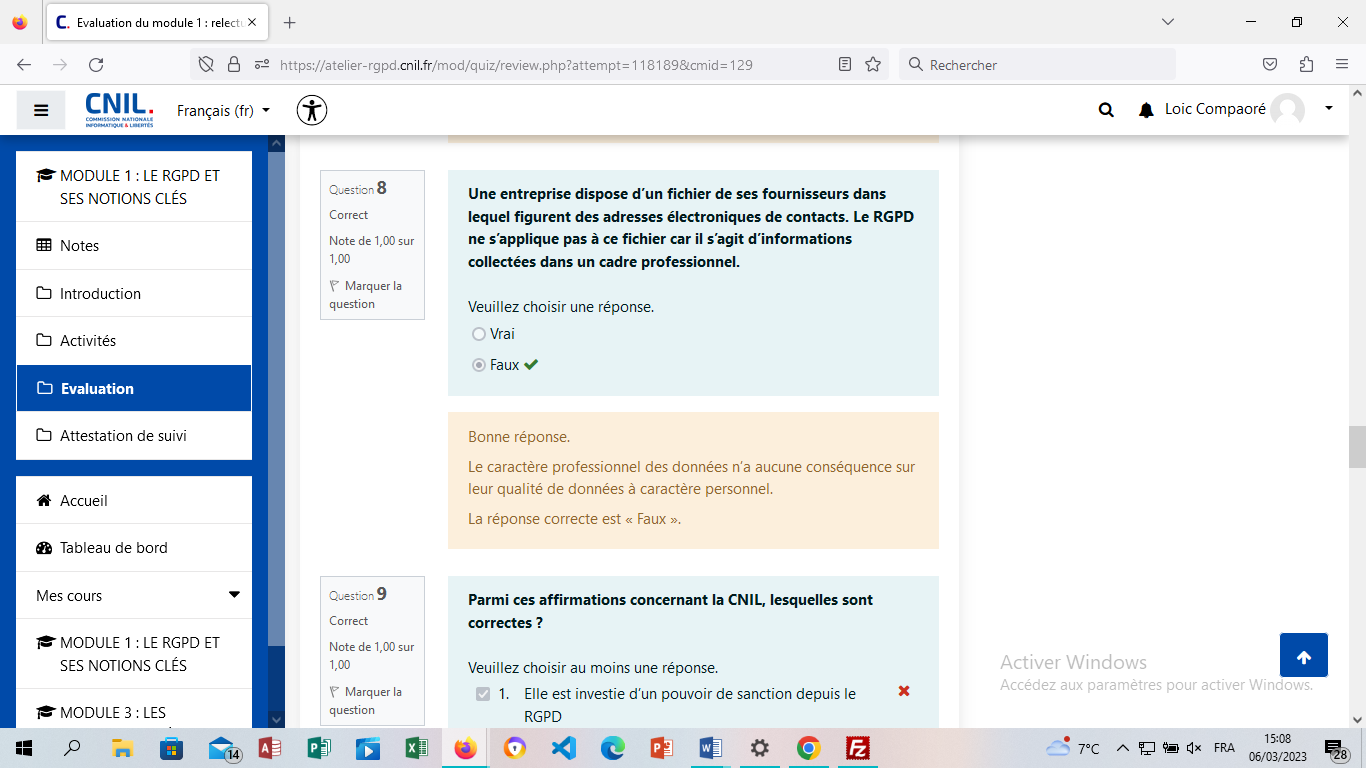 Evaluation du module 1 : relectu
https://atelier-rgpd.cnil.fr/mod/quiz/review.php?attempt=118189&cmid=129
Rechercher
CNIL.
COMMISSION NATIONALE
INFORMATIQUE & LIBERTÉS
Français (fr)
Loic Compaoré
MODULE 1 : LE RGPD ET
SES NOTIONS CLÉS
Notes
Introduction
Activités
Evaluation
Attestation de suivi
Accueil
Tableau de bord
Mes cours
MODULE 1 : LE RGPD ET
SES NOTIONS CLÉS
MODULE 3 : LES
Question 8
Correct
Note de 1,00 sur
1,00
Marquer la
question
Une entreprise dispose d’un fichier de ses fournisseurs dans
lequel figurent des adresses électroniques de contacts. Le RGPD
ne s’applique pas à ce fichier car il s’agit d’informations
collectées dans un cadre professionnel.
Veuillez choisir une réponse.
Vrai
Faux
Bonne réponse.
Le caractère professionnel des données n’a aucune conséquence sur
leur qualité de données à caractère personnel.
La réponse correcte est « Faux ».
Question 9
Correct
Note de 1,00 sur
1,00
Marquer la
question
Parmi ces affirmations concernant la CNIL, lesquelles sont
correctes ?
Veuillez choisir au moins une réponse.
1. Elle est investie d’un pouvoir de sanction depuis le
RGPD
Activer Windows
Accédez aux paramètres pour activer Windows.
14
7°C
FRA
15:08
06/03/2023
28